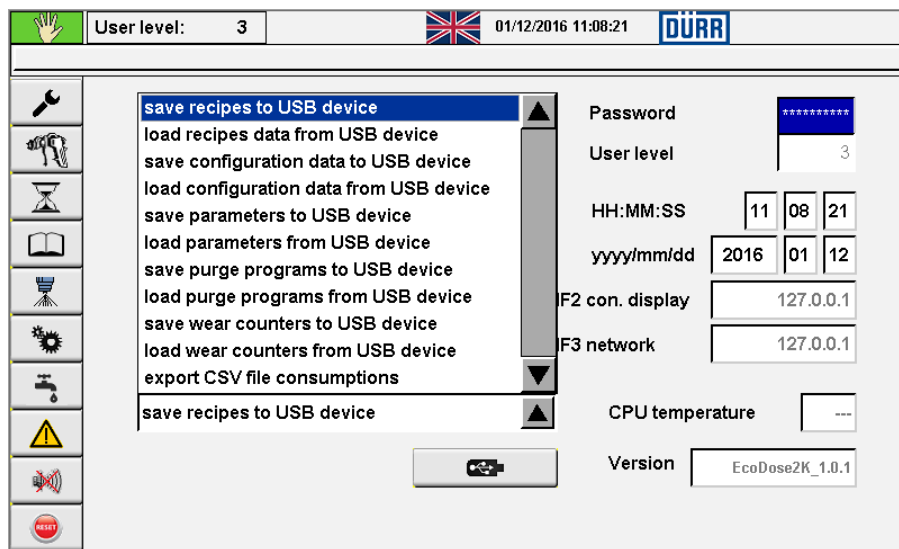 User level: 3 01/12/2016 11:08:21 DÜRR
save recipes to USB device
load recipes data from USB device
save configuration data to USB device
load configuration data from USB device
save parameters to USB device
load parameters from USB device
save purge programs to USB device
load purge programs from USB device
save wear counters to USB device
load wear counters from USB device
export CSV file consumptions
save recipes to USB device
Password **********
User level 3
HH:MM:SS 11 08 21
yyyy/mm/dd 2016 01 12
IF2 con. display 127.0.0.1
IF3 network 127.0.0.1
CPU temperature ---
Version EcoDose2K_1.0.1
RESET